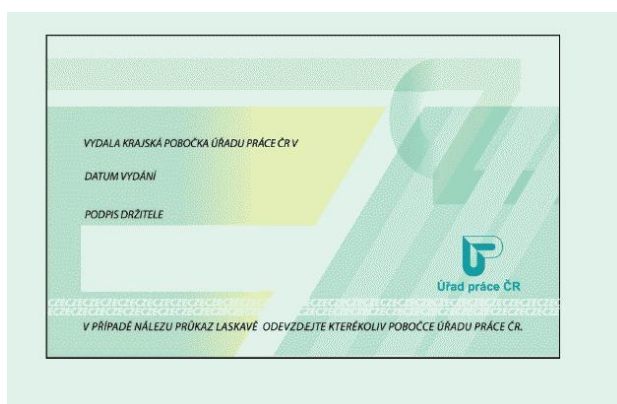 VYDALA KRAJSKÁ POBOČKA ÚŘADU PRÁCE ČR V
DATUM VYDÁNÍ
PODPIS DRŽITELE
Úřad práce ČR
CZECZECZECZECZECZECZECZECZECZECZECZECZECZECZECZECZECZECZECZECZ
V PŘÍPADĚ NÁLEZU PRŮKAZ LASKAVĚ ODEVZDEJTE KTERÉKOLIV POBOČCE ÚŘADU PRÁCE ČR.